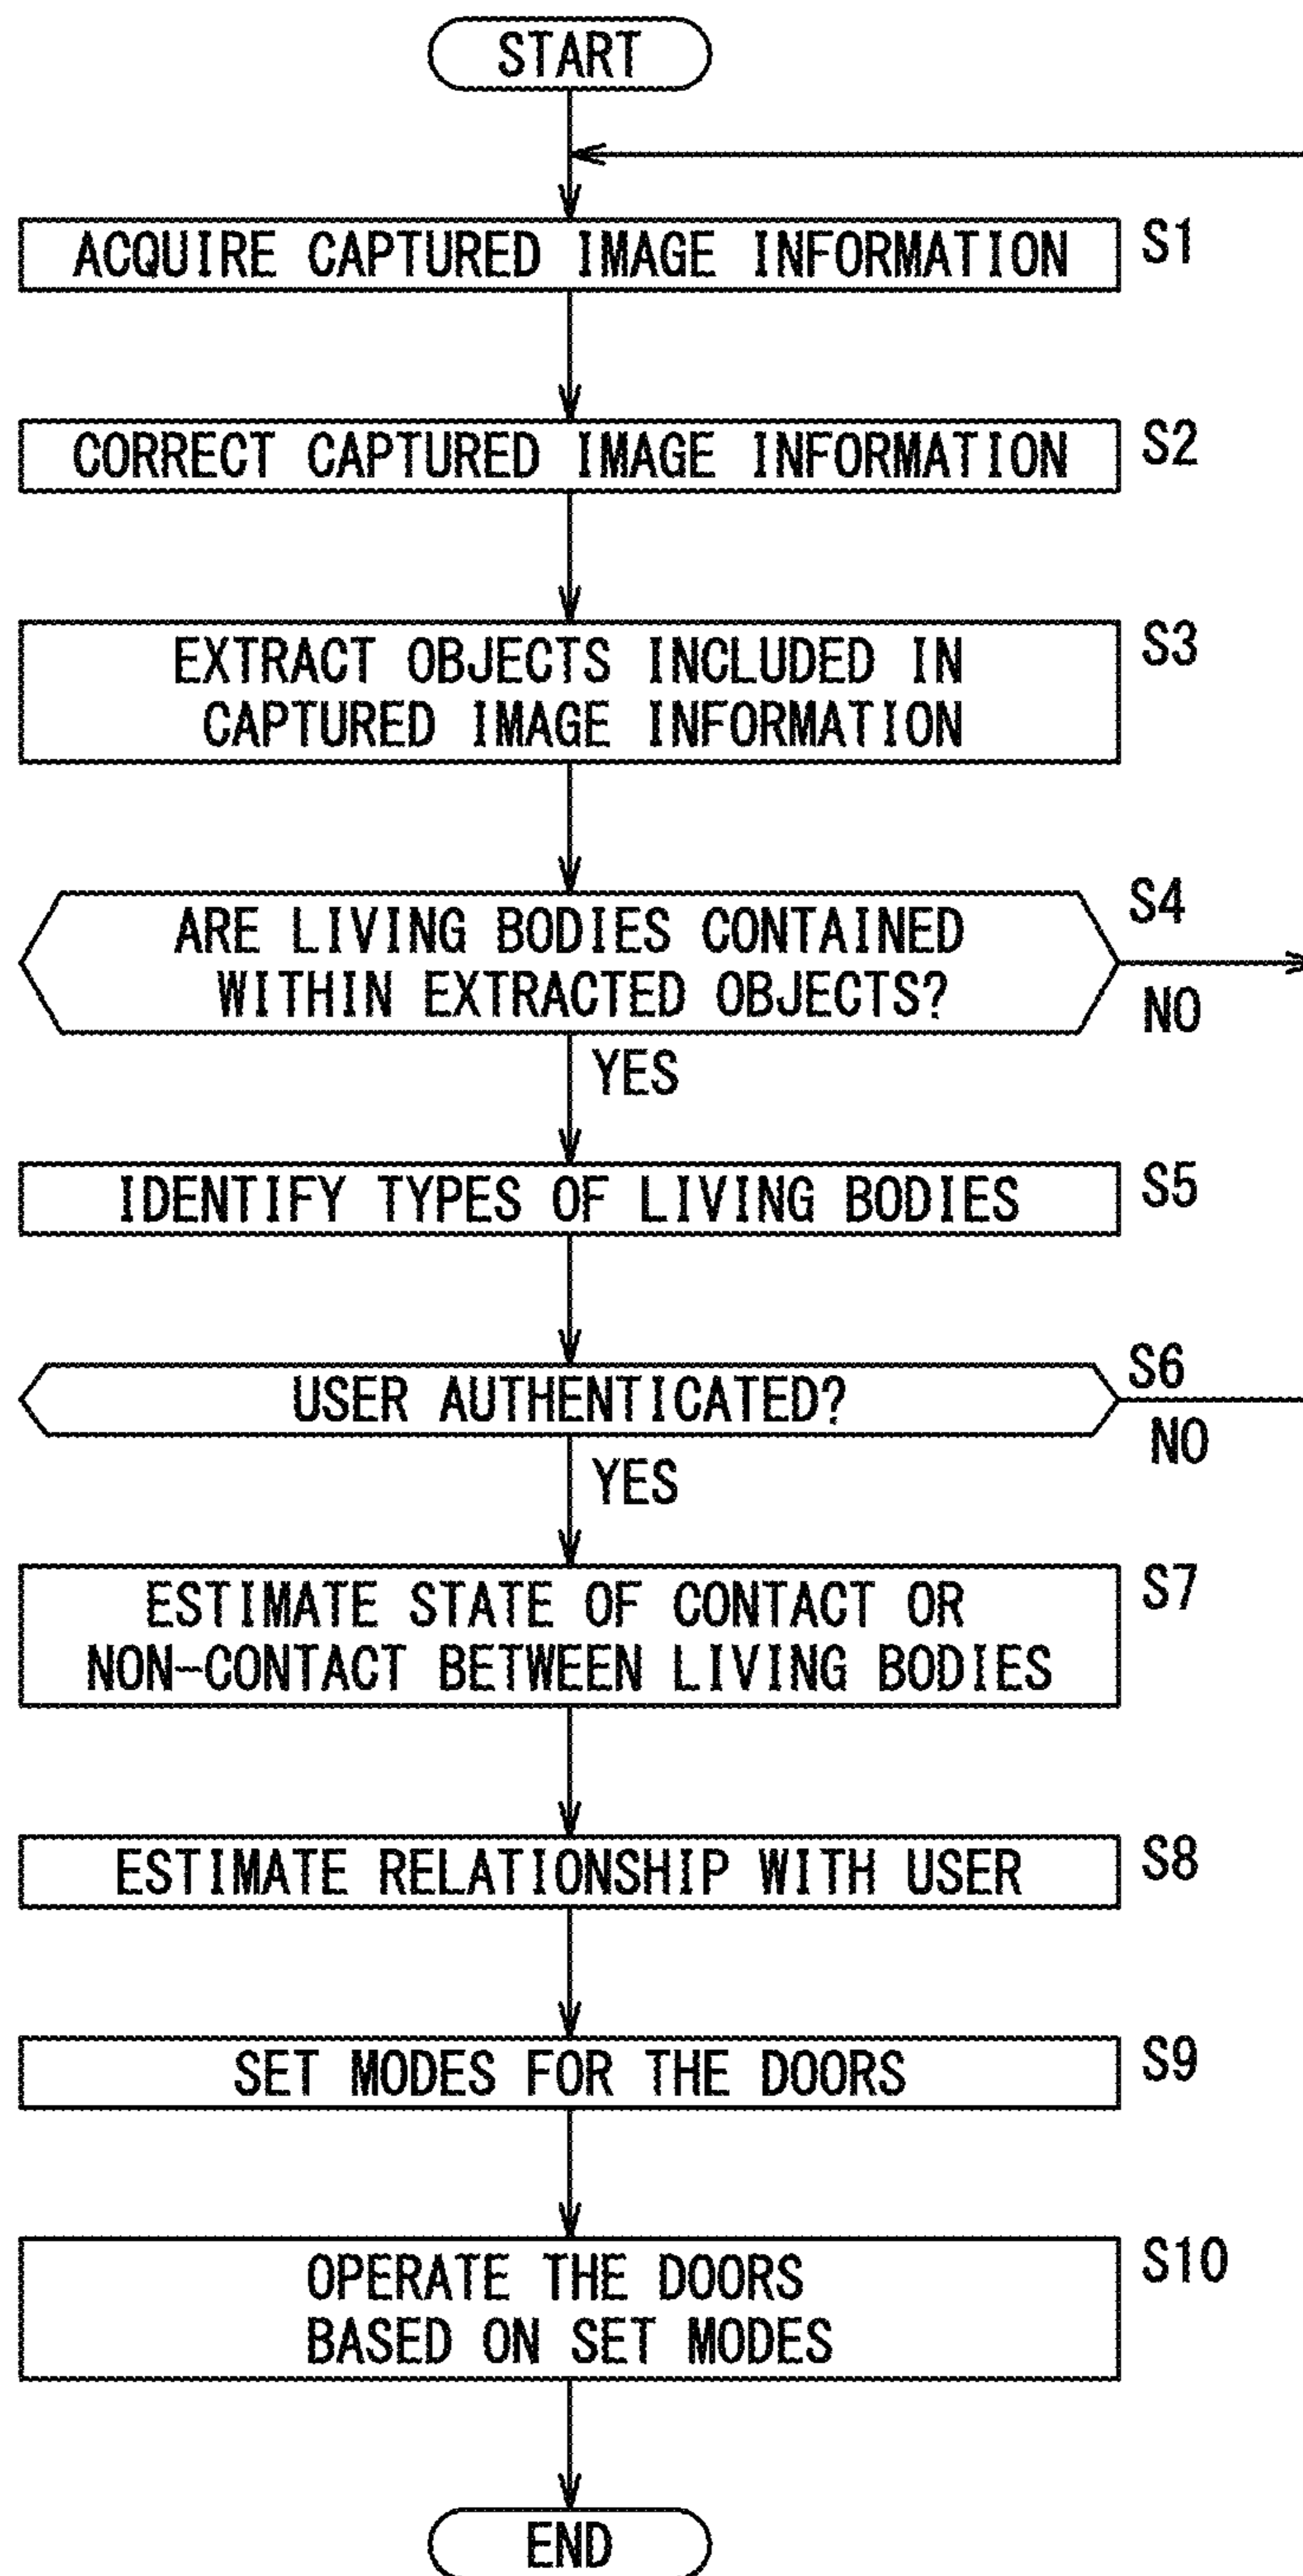 START
ACQUIRE CAPTURED IMAGE INFORMATION
S1
CORRECT CAPTURED IMAGE INFORMATION
S2
EXTRACT OBJECTS INCLUDED IN
CAPTURED IMAGE INFORMATION
S3
ARE LIVING BODIES CONTAINED
WITHIN EXTRACTED OBJECTS?
S4
NO
YES
IDENTIFY TYPES OF LIVING BODIES
S5
USER AUTHENTICATED?
S6
NO
YES
ESTIMATE STATE OF CONTACT OR
NON-CONTACT BETWEEN LIVING BODIES
S7
ESTIMATE RELATIONSHIP WITH USER
S8
SET MODES FOR THE DOORS
S9
OPERATE THE DOORS
BASED ON SET MODES
S10
END